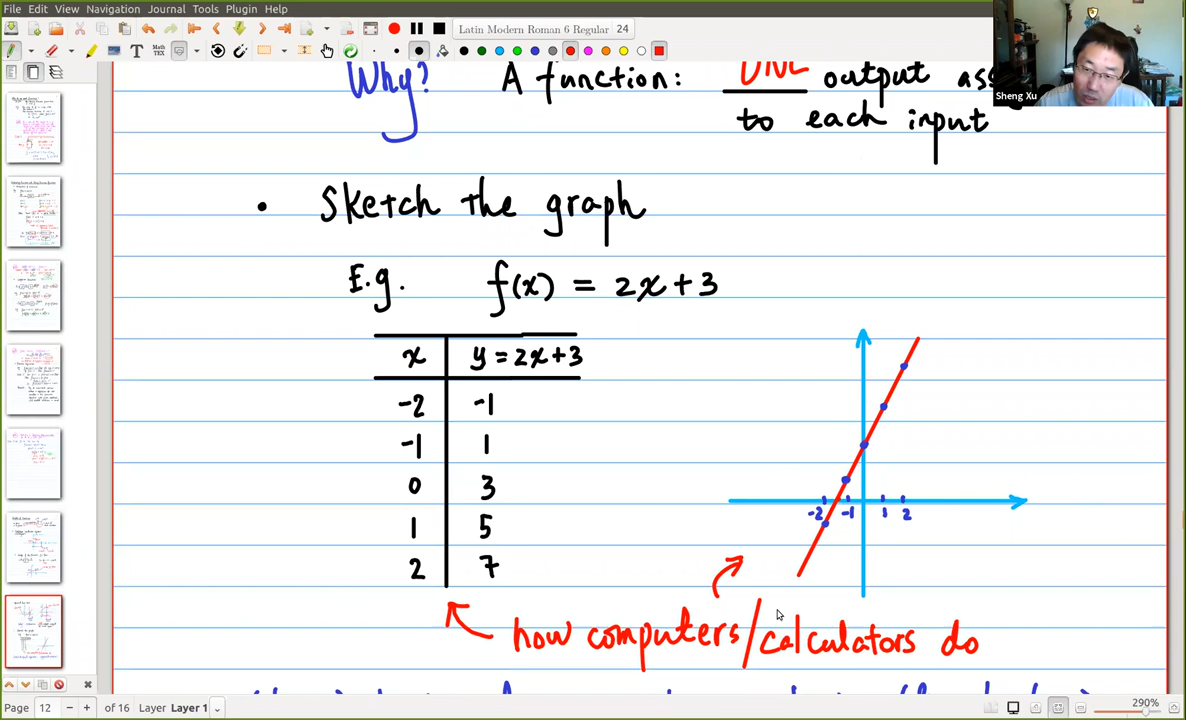 File Edit View Navigation Journal Tools Plugin Help
Latin Modern Roman 6 Regular 24
Sheng Xu
Why? A function: output
to each input
• Sketch the graph
E.g. f(x) = 2x+3
x y = 2x+3
-2 -1
-1 1
0 3
1 5
2 7
-2 -1 1 2
how computers/calculators do
Page 12 of 16 Layer Layer 1
290%